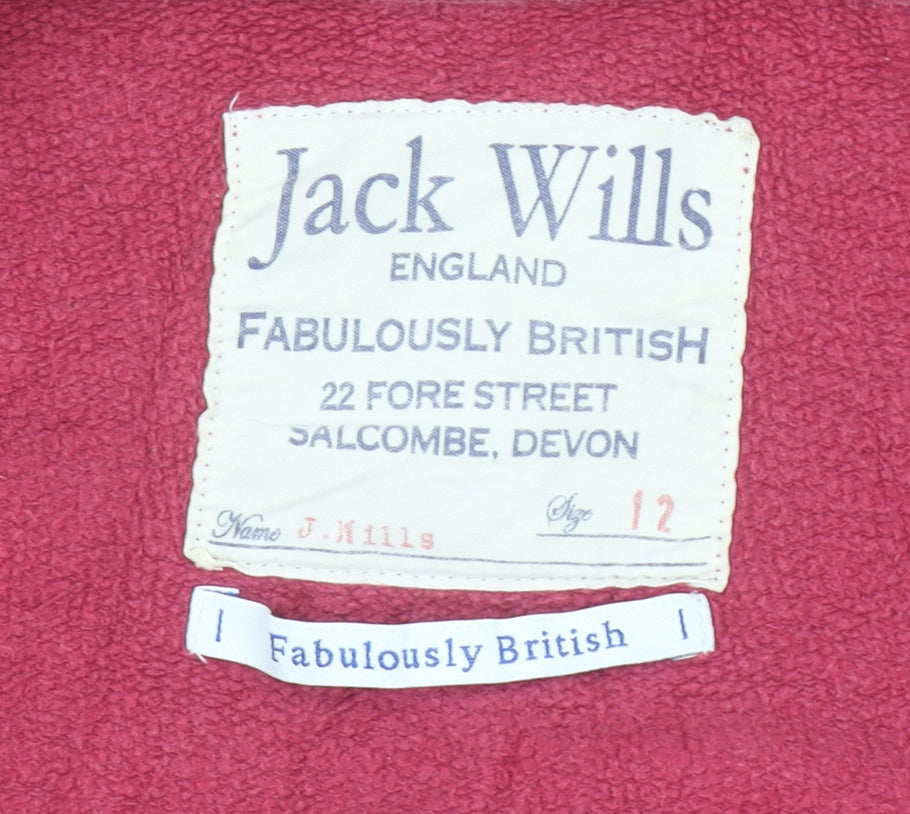 Jack Wills
ENGLAND
FABULOUSLY BRITISH
22 FORE STREET
SALCOMBE, DEVON
Name J.Wills Size 12
Fabulously British